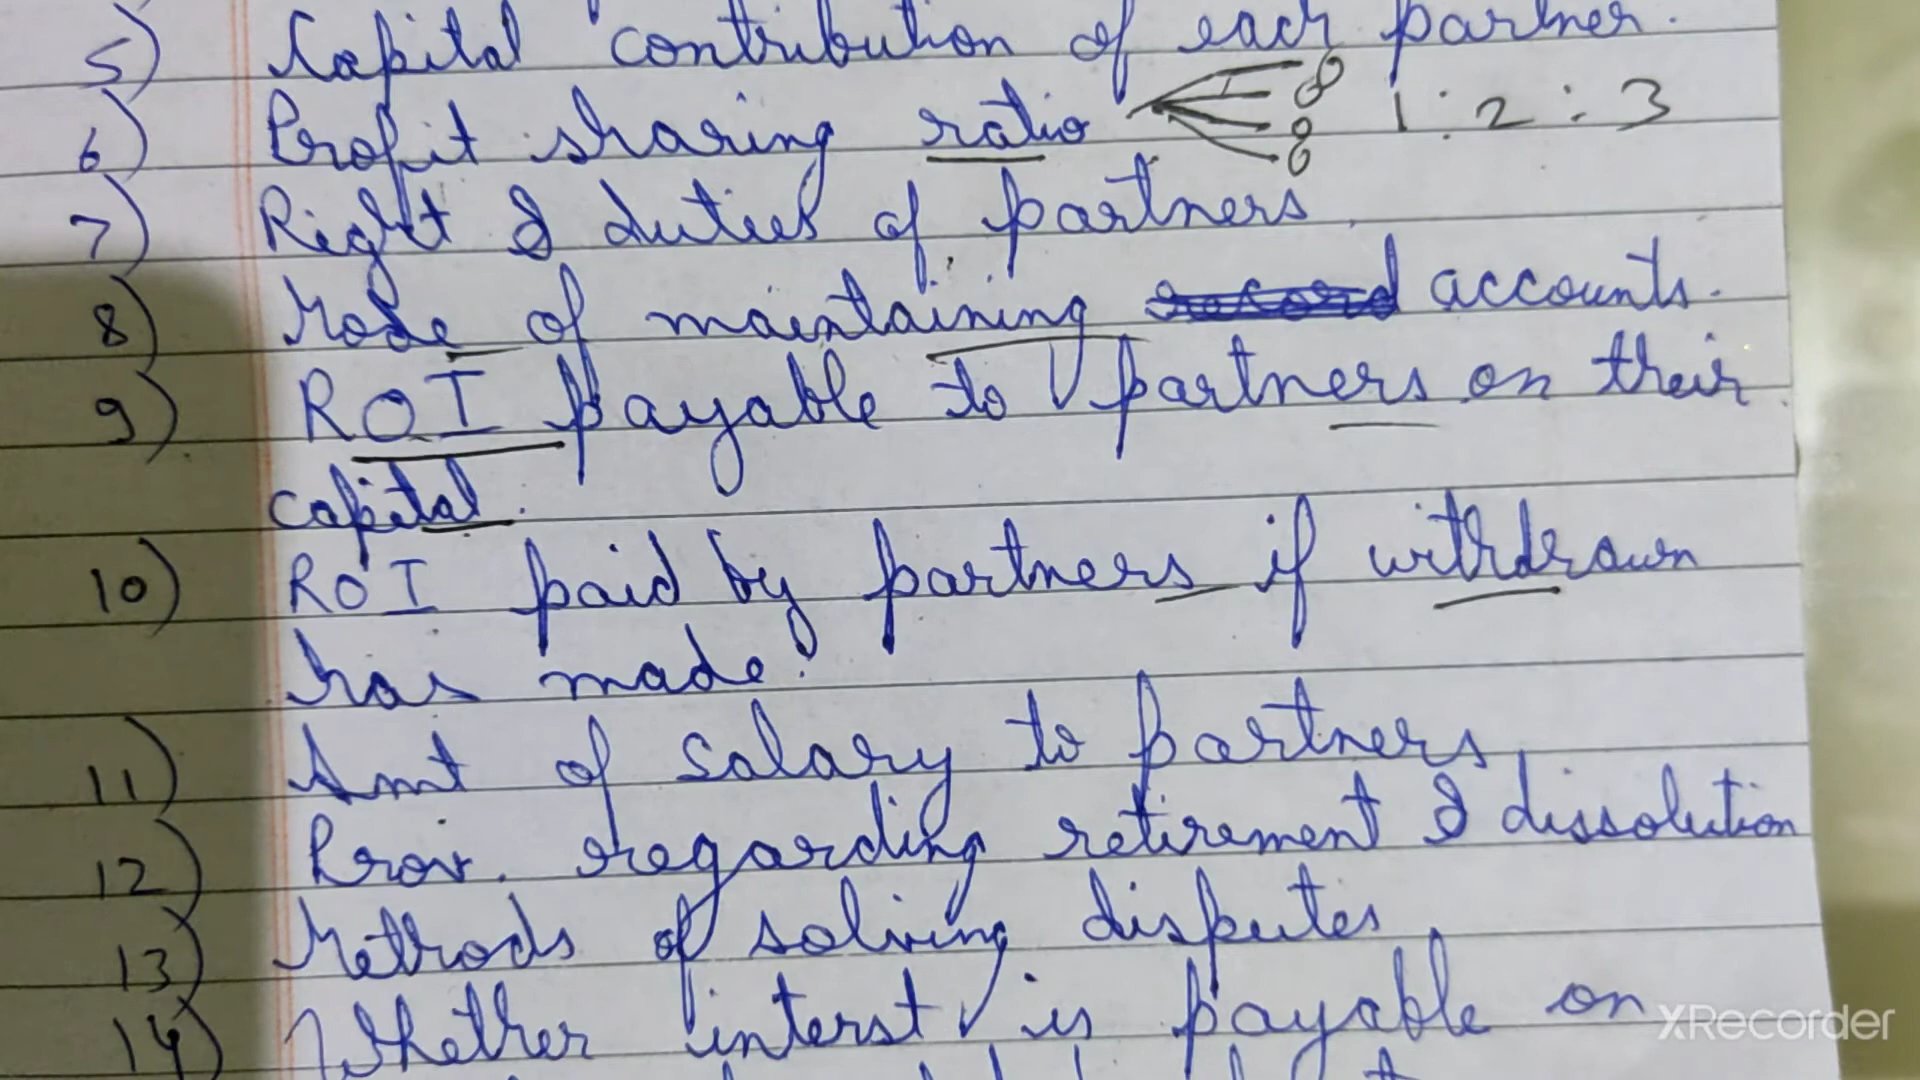 5) Capital contribution of each partner.
6) Profit sharing ratio 1 : 2 : 3
7) Right & duties of partners.
8) Mode of maintaining record accounts.
9) ROI payable to partners on their
capital.
10) ROI paid by partners if withdrawn
has made.
11) Amt of salary to partners
12) Prov. regarding retirement & dissolution
13) Methods of solving disputes
14) Whether interst is payable on
XRecorder